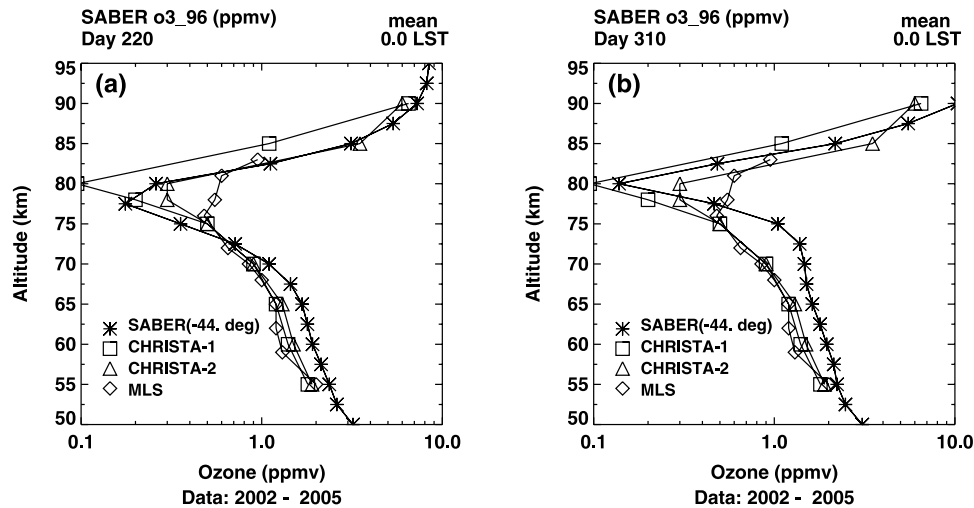 SABER o3_96 (ppmv) mean
Day 220 0.0 LST
(a)
95
90
85
80
75
70
65
60
55
50
Altitude (km)
SABER(-44. deg)
CHRISTA-1
CHRISTA-2
MLS
0.1 1.0 10.0
Ozone (ppmv)
Data: 2002 - 2005
SABER o3_96 (ppmv) mean
Day 310 0.0 LST
(b)
95
90
85
80
75
70
65
60
55
50
Altitude (km)
SABER(-44. deg)
CHRISTA-1
CHRISTA-2
MLS
0.1 1.0 10.0
Ozone (ppmv)
Data: 2002 - 2005